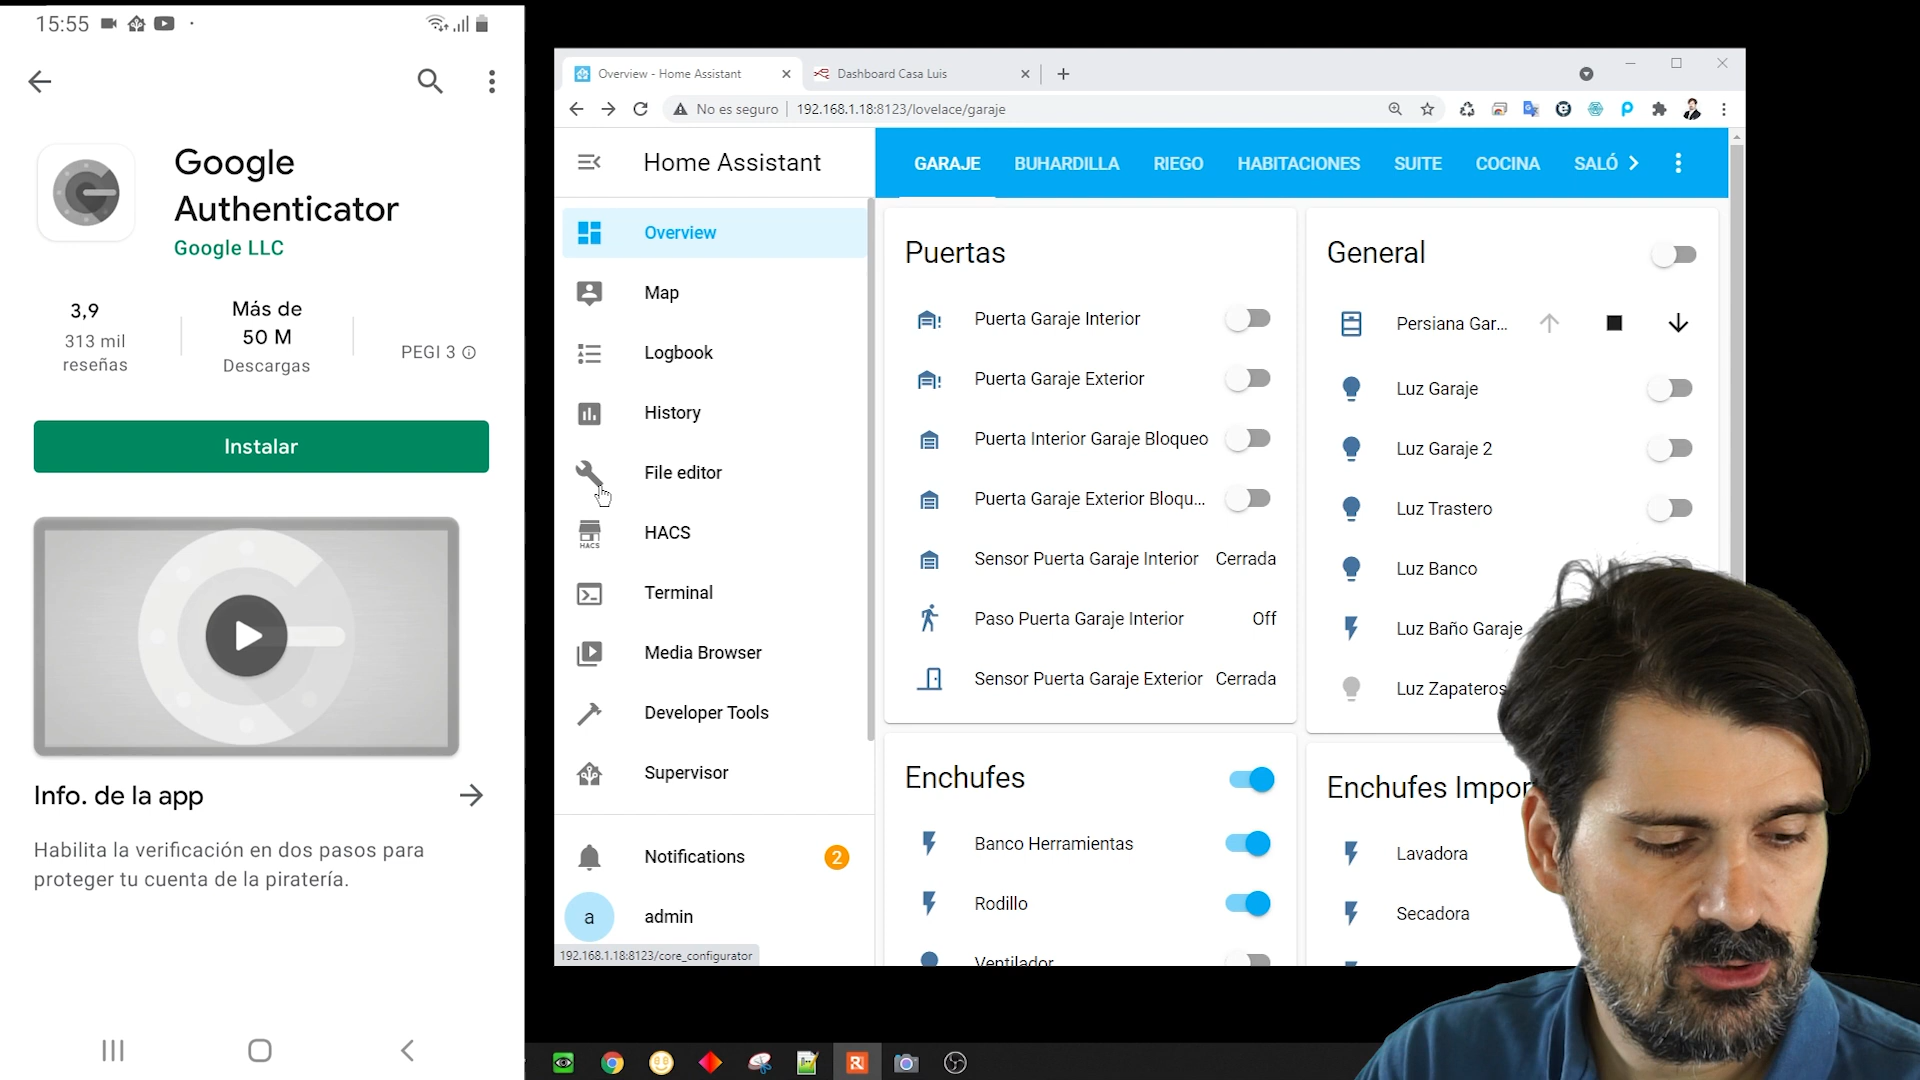 15:55
Google
Authenticator
Google LLC
3,9
313 mil
reseñas
Más de
50 M
Descargas
PEGI 3
Instalar
Info. de la app
Habilita la verificación en dos pasos para
proteger tu cuenta de la piratería.
Overview - Home Assistant
Dashboard Casa Luis
No es seguro
192.168.1.18:8123/lovelace/garaje
Home Assistant
GARAJE
BUHARDILLA
RIEGO
HABITACIONES
SUITE
COCINA
SALÓ
Overview
Map
Logbook
History
File editor
HACS
HACS
Terminal
Media Browser
Developer Tools
Supervisor
Notifications
2
a
admin
192.168.1.18:8123/core_configurator
Puertas
Puerta Garaje Interior
Puerta Garaje Exterior
Puerta Interior Garaje Bloqueo
Puerta Garaje Exterior Bloqu...
Sensor Puerta Garaje Interior Cerrada
Paso Puerta Garaje Interior Off
Sensor Puerta Garaje Exterior Cerrada
Enchufes
Banco Herramientas
Rodillo
Ventilador
General
Persiana Gar...
Luz Garaje
Luz Garaje 2
Luz Trastero
Luz Banco
Luz Baño Garaje
Luz Zapateros
Enchufes Impor
Lavadora
Secadora